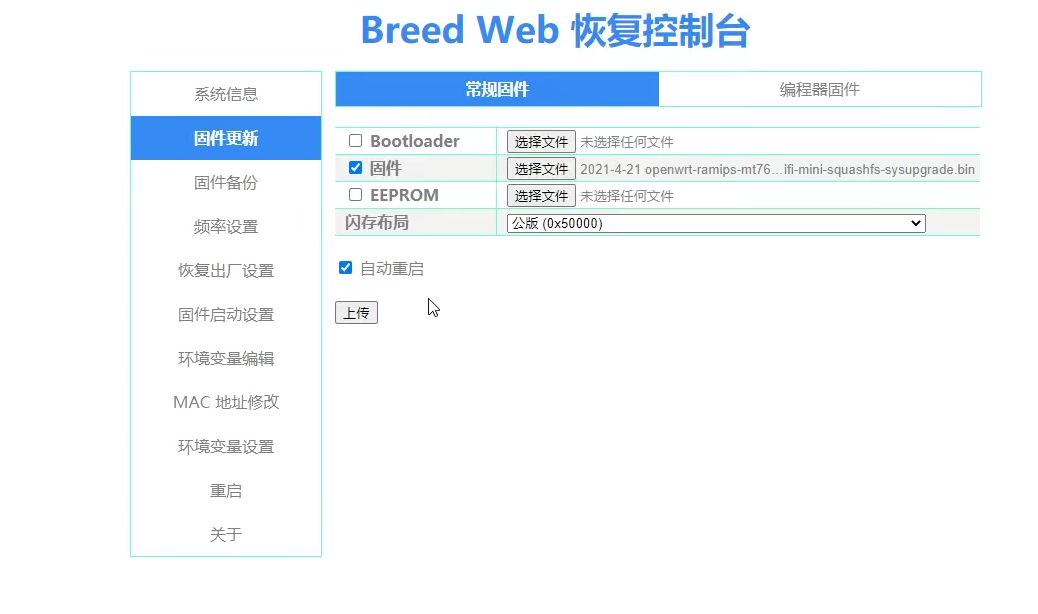 Breed Web 恢复控制台
系统信息
固件更新
固件备份
频率设置
恢复出厂设置
固件启动设置
环境变量编辑
MAC 地址修改
环境变量设置
重启
关于
常规固件 编程器固件
Bootloader 选择文件 未选择任何文件
固件 选择文件 2021-4-21 openwrt-ramips-mt76...ifi-mini-squashfs-sysupgrade.bin
EEPROM 选择文件 未选择任何文件
闪存布局 公版 (0x50000)
自动重启
上传